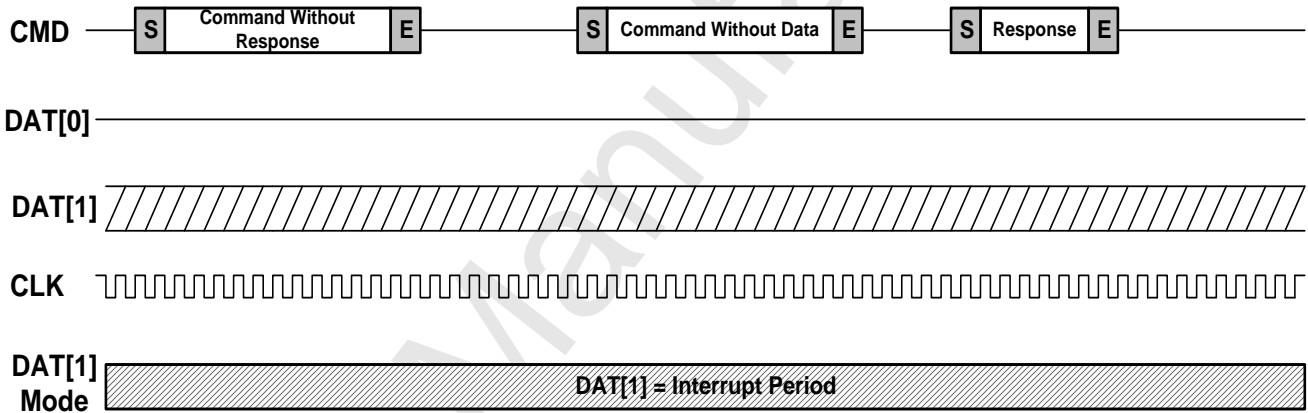 CMD S Command Without Response E S Command Without Data E S Response E
DAT[0]
DAT[1]
CLK
DAT[1] Mode DAT[1] = Interrupt Period